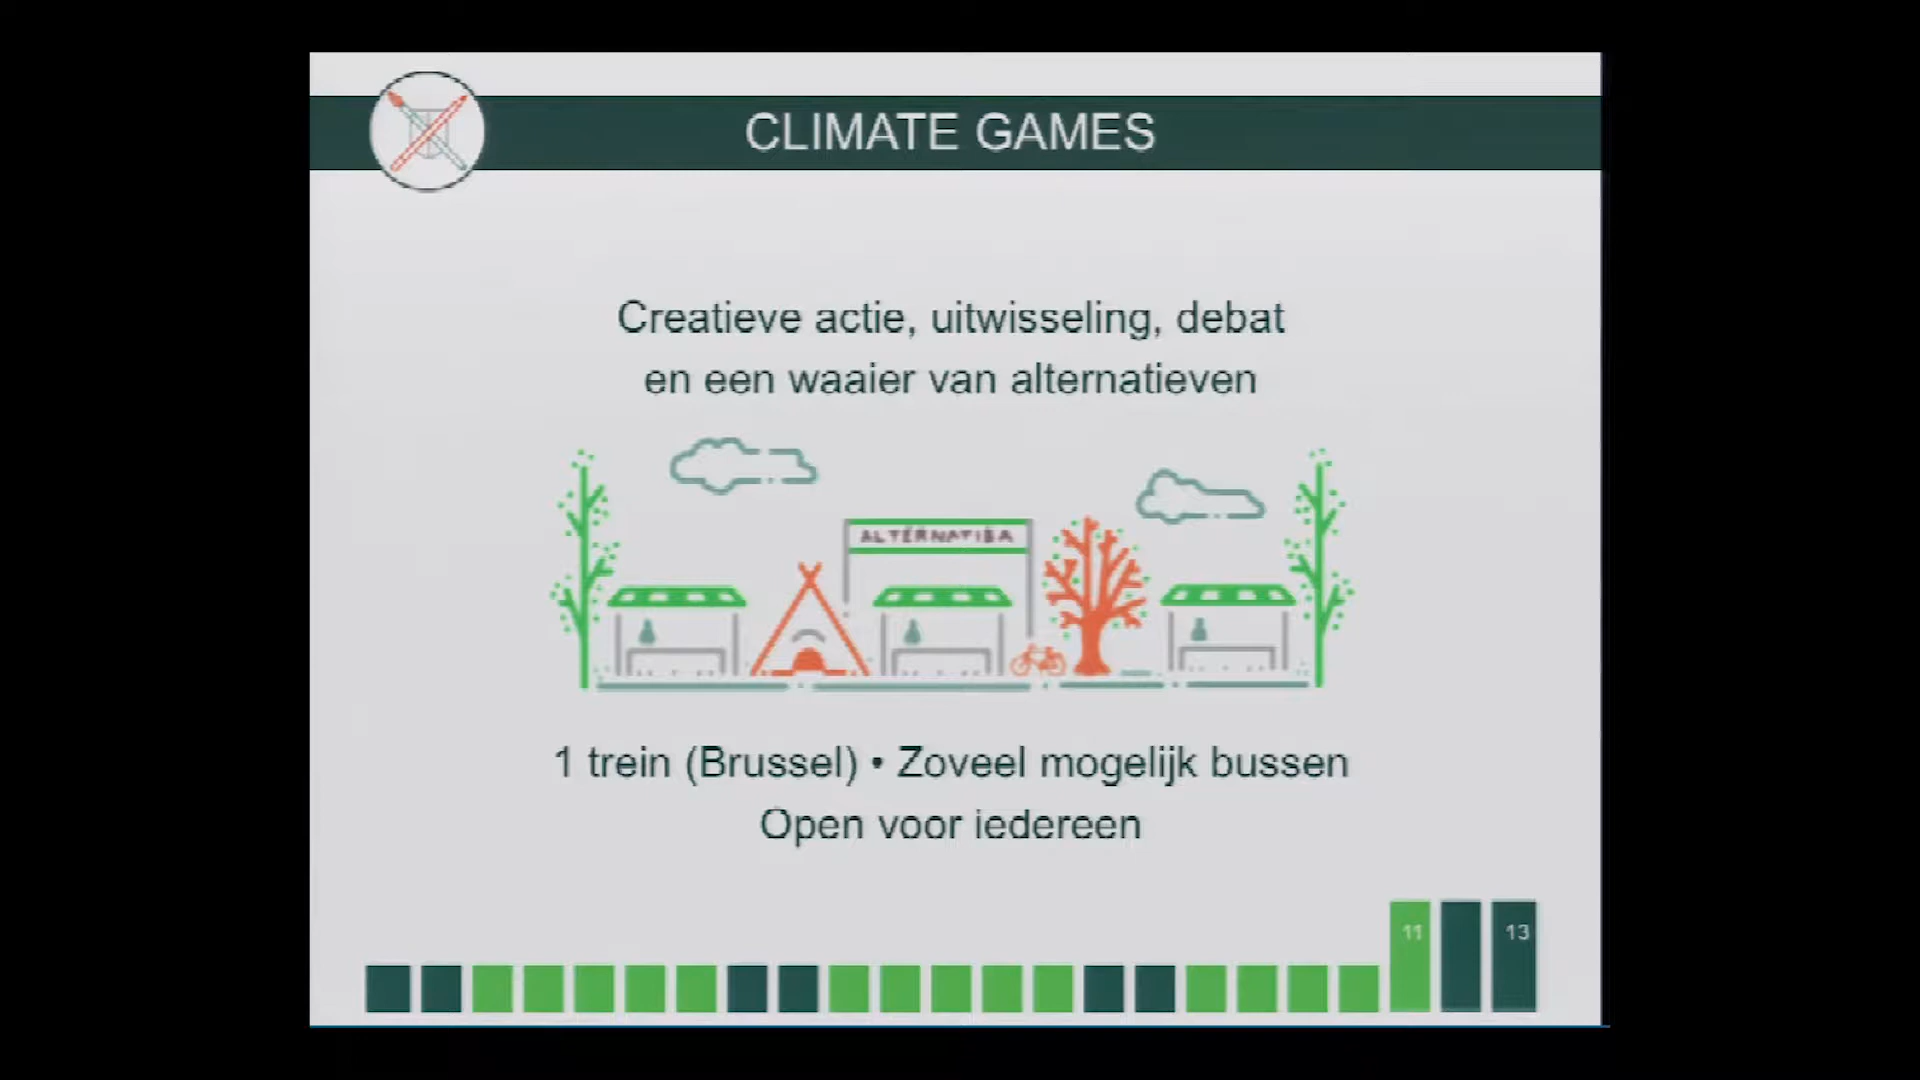 CLIMATE GAMES
Creatieve actie, uitwisseling, debat
en een waaier van alternatieven
ALTERNATIBA
1 trein (Brussel) • Zoveel mogelijk bussen
Open voor iedereen
11
13